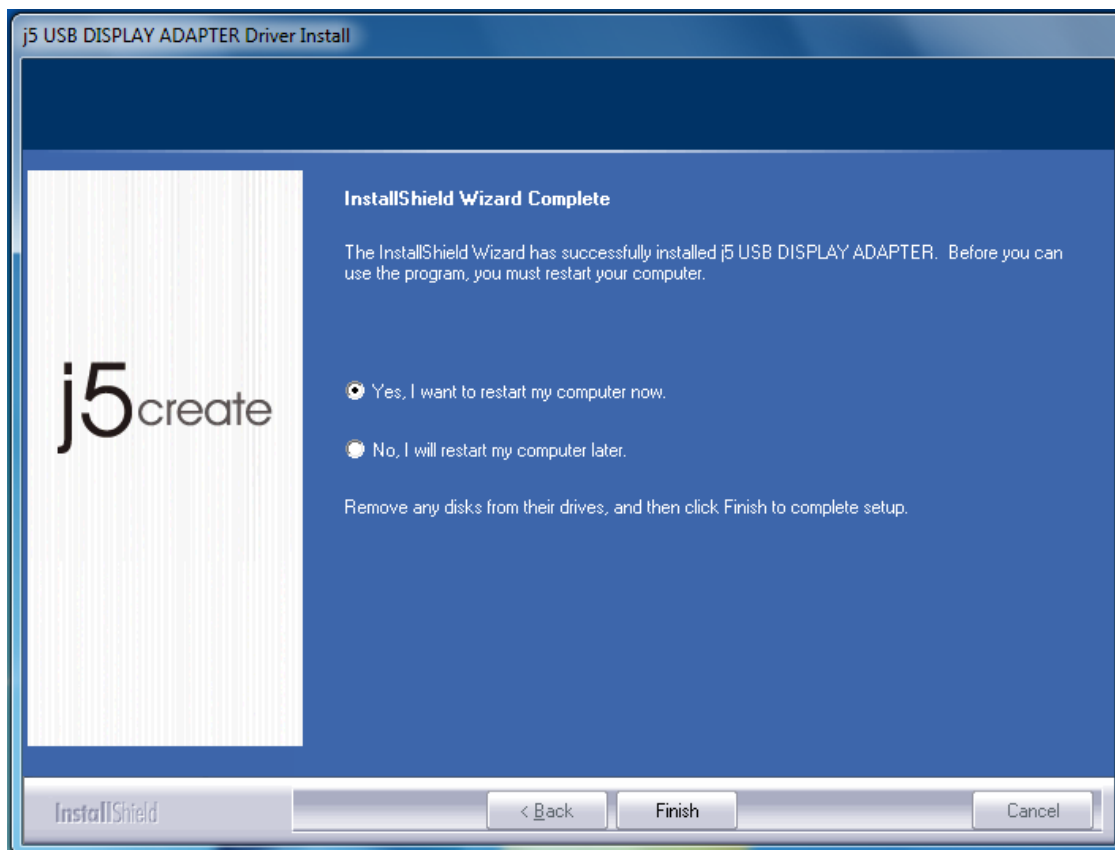 j5 USB DISPLAY ADAPTER Driver Install
InstallShield Wizard Complete
The InstallShield Wizard has successfully installed j5 USB DISPLAY ADAPTER. Before you can
use the program, you must restart your computer.
j5create
Yes, I want to restart my computer now.
No, I will restart my computer later.
Remove any disks from their drives, and then click Finish to complete setup.
InstallShield
< Back
Finish
Cancel